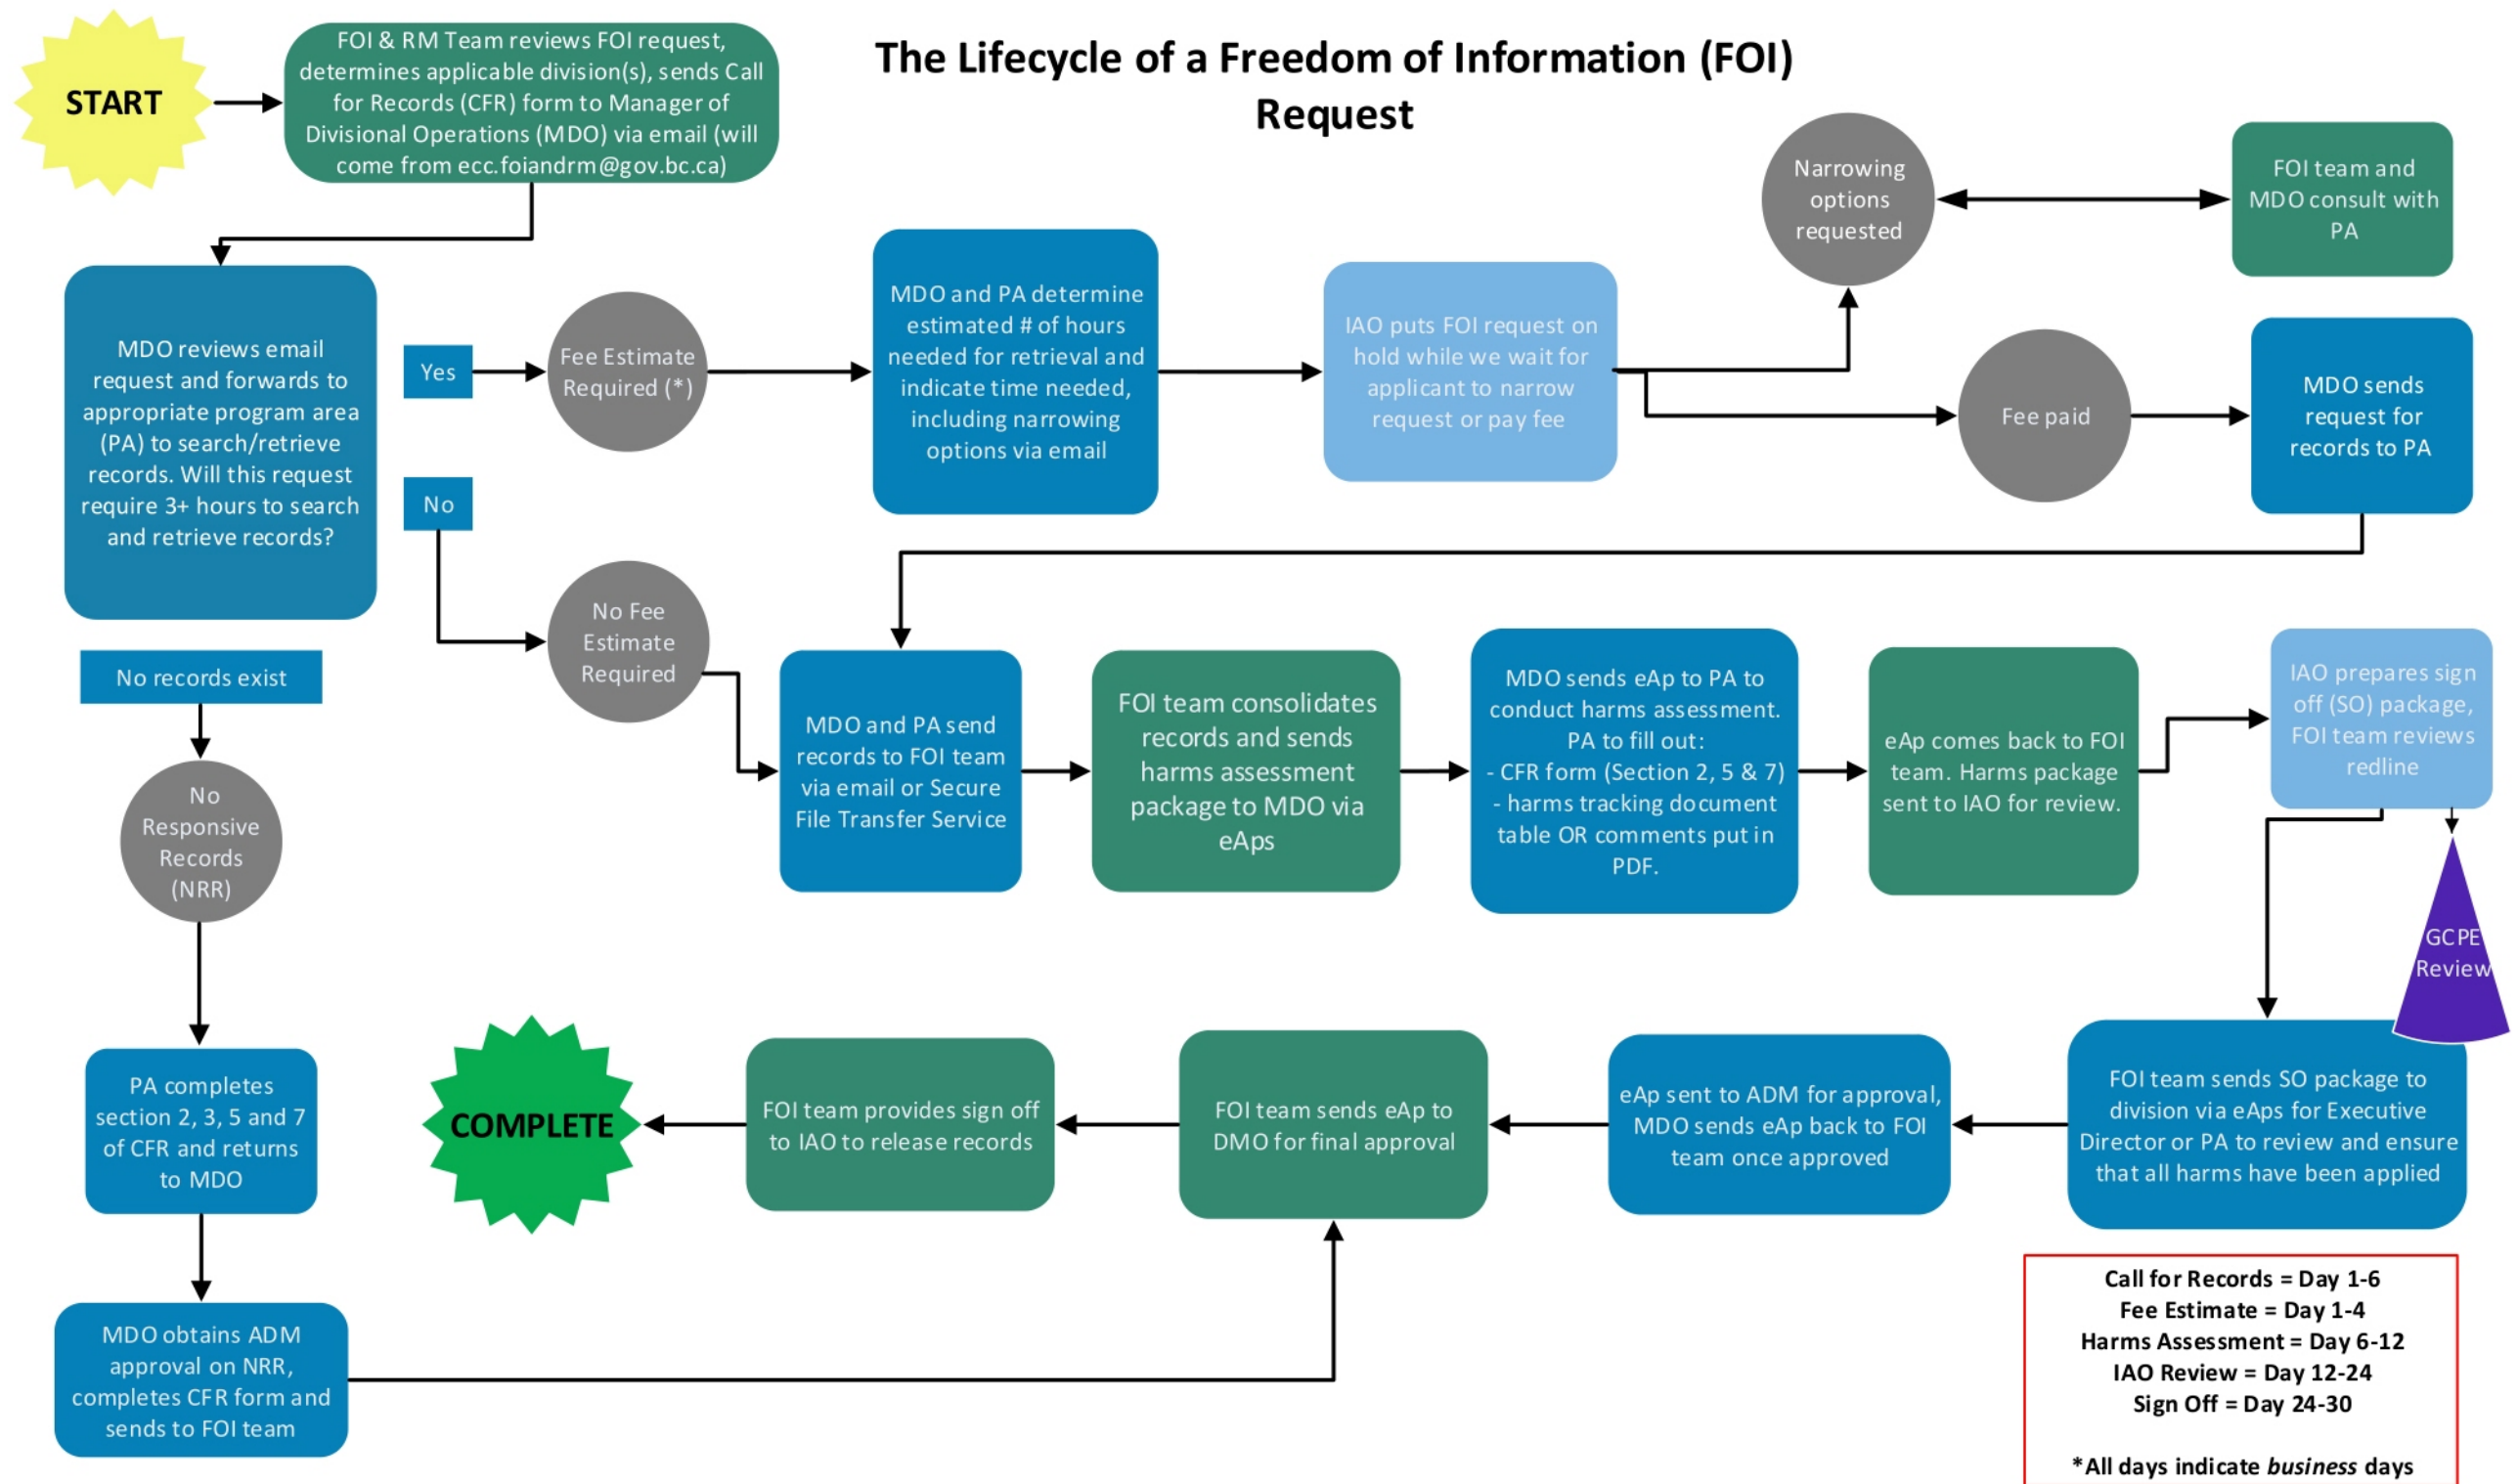 The Lifecycle of a Freedom of Information (FOI)
Request
START
FOI & RM Team reviews FOI request,
determines applicable division(s), sends Call
for Records (CFR) form to Manager of
Divisional Operations (MDO) via email (will
come from ecc.foiandrm@gov.bc.ca)
MDO reviews email
request and forwards to
appropriate program area
(PA) to search/retrieve
records. Will this request
require 3+ hours to search
and retrieve records?
Yes
Fee Estimate
Required (*)
MDO and PA determine
estimated # of hours
needed for retrieval and
indicate time needed,
including narrowing
options via email
IAO puts FOI request on
hold while we wait for
applicant to narrow
request or pay fee
Narrowing
options
requested
FOI team and
MDO consult with
PA
Fee paid
MDO sends
request for
records to PA
No
No Fee
Estimate
Required
MDO and PA send
records to FOI team
via email or Secure
File Transfer Service
FOI team consolidates
records and sends
harms assessment
package to MDO via
eAps
MDO sends eAp to PA to
conduct harms assessment.
PA to fill out:
- CFR form (Section 2, 5 & 7)
- harms tracking document
table OR comments put in
PDF.
eAp comes back to FOI
team. Harms package
sent to IAO for review.
IAO prepares sign
off (SO) package,
FOI team reviews
redline
GCPE
Review
No records exist
No
Responsive
Records
(NRR)
PA completes
section 2, 3, 5 and 7
of CFR and returns
to MDO
MDO obtains ADM
approval on NRR,
completes CFR form and
sends to FOI team
FOI team sends SO package to
division via eAps for Executive
Director or PA to review and ensure
that all harms have been applied
eAp sent to ADM for approval,
MDO sends eAp back to FOI
team once approved
FOI team sends eAp to
DMO for final approval
FOI team provides sign off
to IAO to release records
COMPLETE
Call for Records = Day 1-6
Fee Estimate = Day 1-4
Harms Assessment = Day 6-12
IAO Review = Day 12-24
Sign Off = Day 24-30
*All days indicate business days